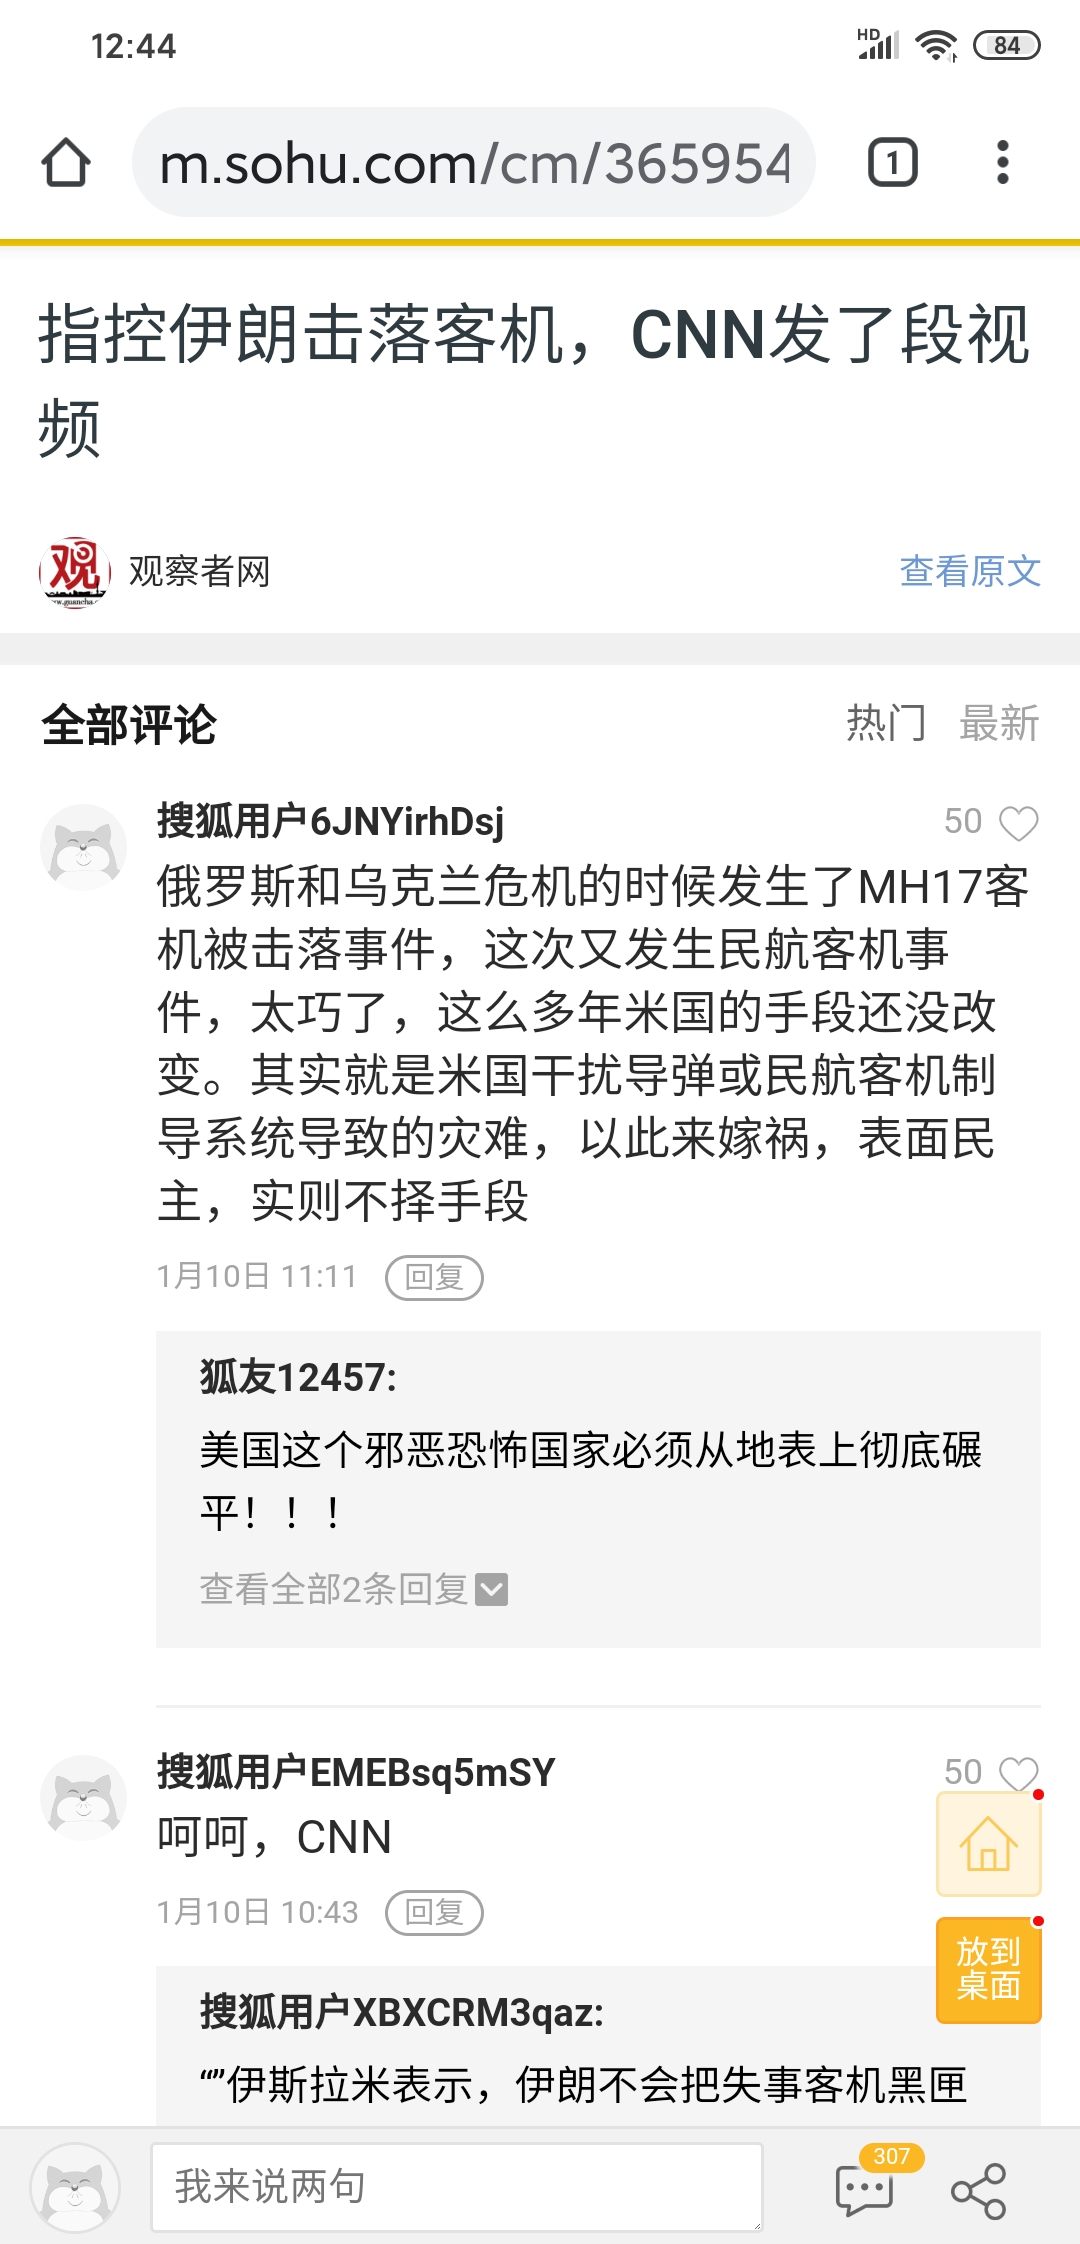 12:44
HD
84
m.sohu.com/cm/365954
1
指控伊朗击落客机，CNN发了段视
频
观
www.guancha.c
观察者网
查看原文
全部评论
热门 最新
搜狐用户6JNYirhDsj
50
俄罗斯和乌克兰危机的时候发生了MH17客
机被击落事件，这次又发生民航客机事
件，太巧了，这么多年米国的手段还没改
变。其实就是米国干扰导弹或民航客机制
导系统导致的灾难，以此来嫁祸，表面民
主，实则不择手段
1月10日 11:11 回复
狐友12457:
美国这个邪恶恐怖国家必须从地表上彻底碾
平！！！
查看全部2条回复
搜狐用户EMEBsq5mSY
50
呵呵，CNN
1月10日 10:43 回复
放到
桌面
搜狐用户XBXCRM3qaz:
“”伊斯拉米表示，伊朗不会把失事客机黑匣
我来说两句
307